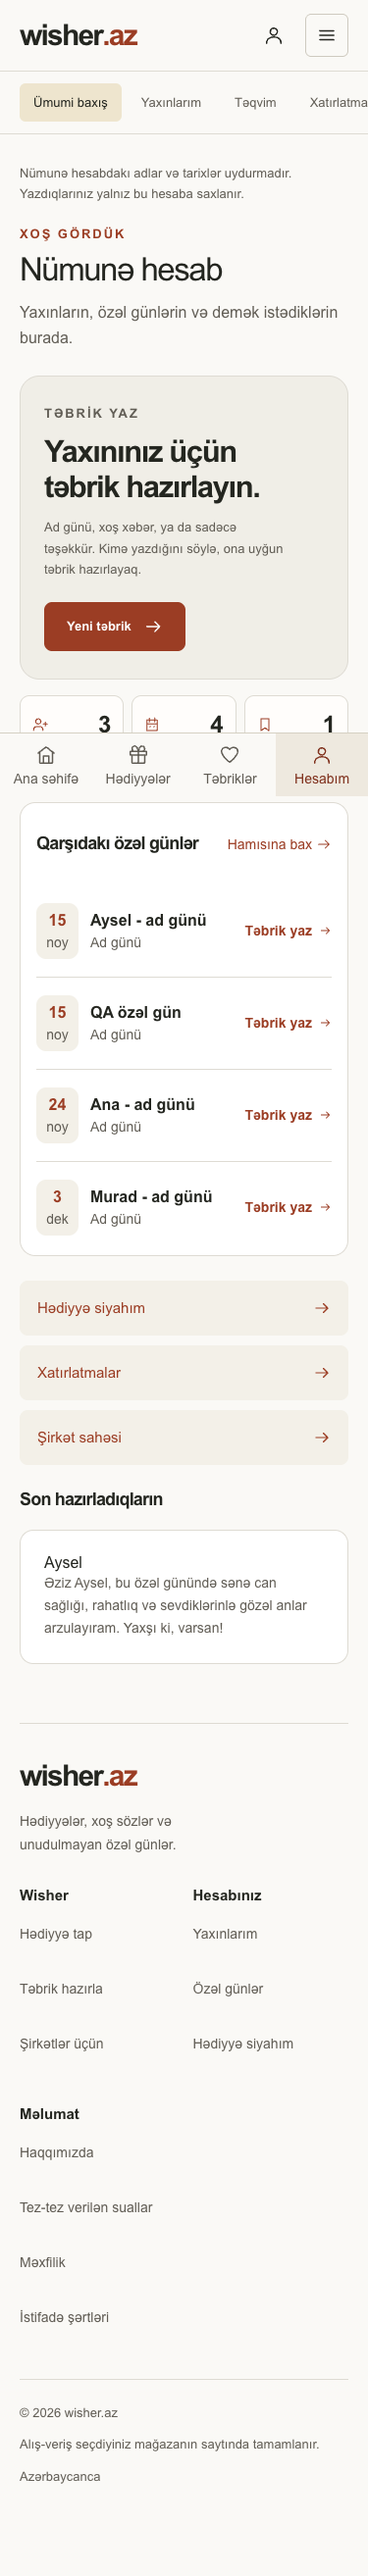 wisher.az
Ümumi baxış Yaxınlarım Təqvim Xatırlatma
Nümunə hesabdakı adlar və tarixlər uydurmadır.
Yazdıqlarınız yalnız bu hesaba saxlanır.
XOŞ GÖRDÜK
Nümunə hesab
Yaxınların, özəl günlərin və demək istədiklərin
burada.
TƏBRİK YAZ
Yaxınınız üçün
təbrik hazırlayın.
Ad günü, xoş xəbər, ya da sadəcə
təşəkkür. Kimə yazdığını söylə, ona uyğun
təbrik hazırlayaq.
Yeni təbrik
3 4 1
Ana səhifə Hədiyyələr Təbriklər Hesabım
Qarşıdakı özəl günlər Hamısına bax
15 Aysel - ad günü
noy Ad günü
Təbrik yaz
15 QA özəl gün
noy Ad günü
Təbrik yaz
24 Ana - ad günü
noy Ad günü
Təbrik yaz
3 Murad - ad günü
dek Ad günü
Təbrik yaz
Hədiyyə siyahım
Xatırlatmalar
Şirkət sahəsi
Son hazırladıqların
Aysel
Əziz Aysel, bu özəl günündə sənə can
sağlığı, rahatlıq və sevdiklərinlə gözəl anlar
arzulayıram. Yaxşı ki, varsan!
wisher.az
Hədiyyələr, xoş sözlər və
unudulmayan özəl günlər.
Wisher
Hədiyyə tap
Təbrik hazırla
Şirkətlər üçün
Hesabınız
Yaxınlarım
Özəl günlər
Hədiyyə siyahım
Məlumat
Haqqımızda
Tez-tez verilən suallar
Məxfilik
İstifadə şərtləri
© 2026 wisher.az
Alış-veriş seçdiyiniz mağazanın saytında tamamlanır.
Azərbaycanca